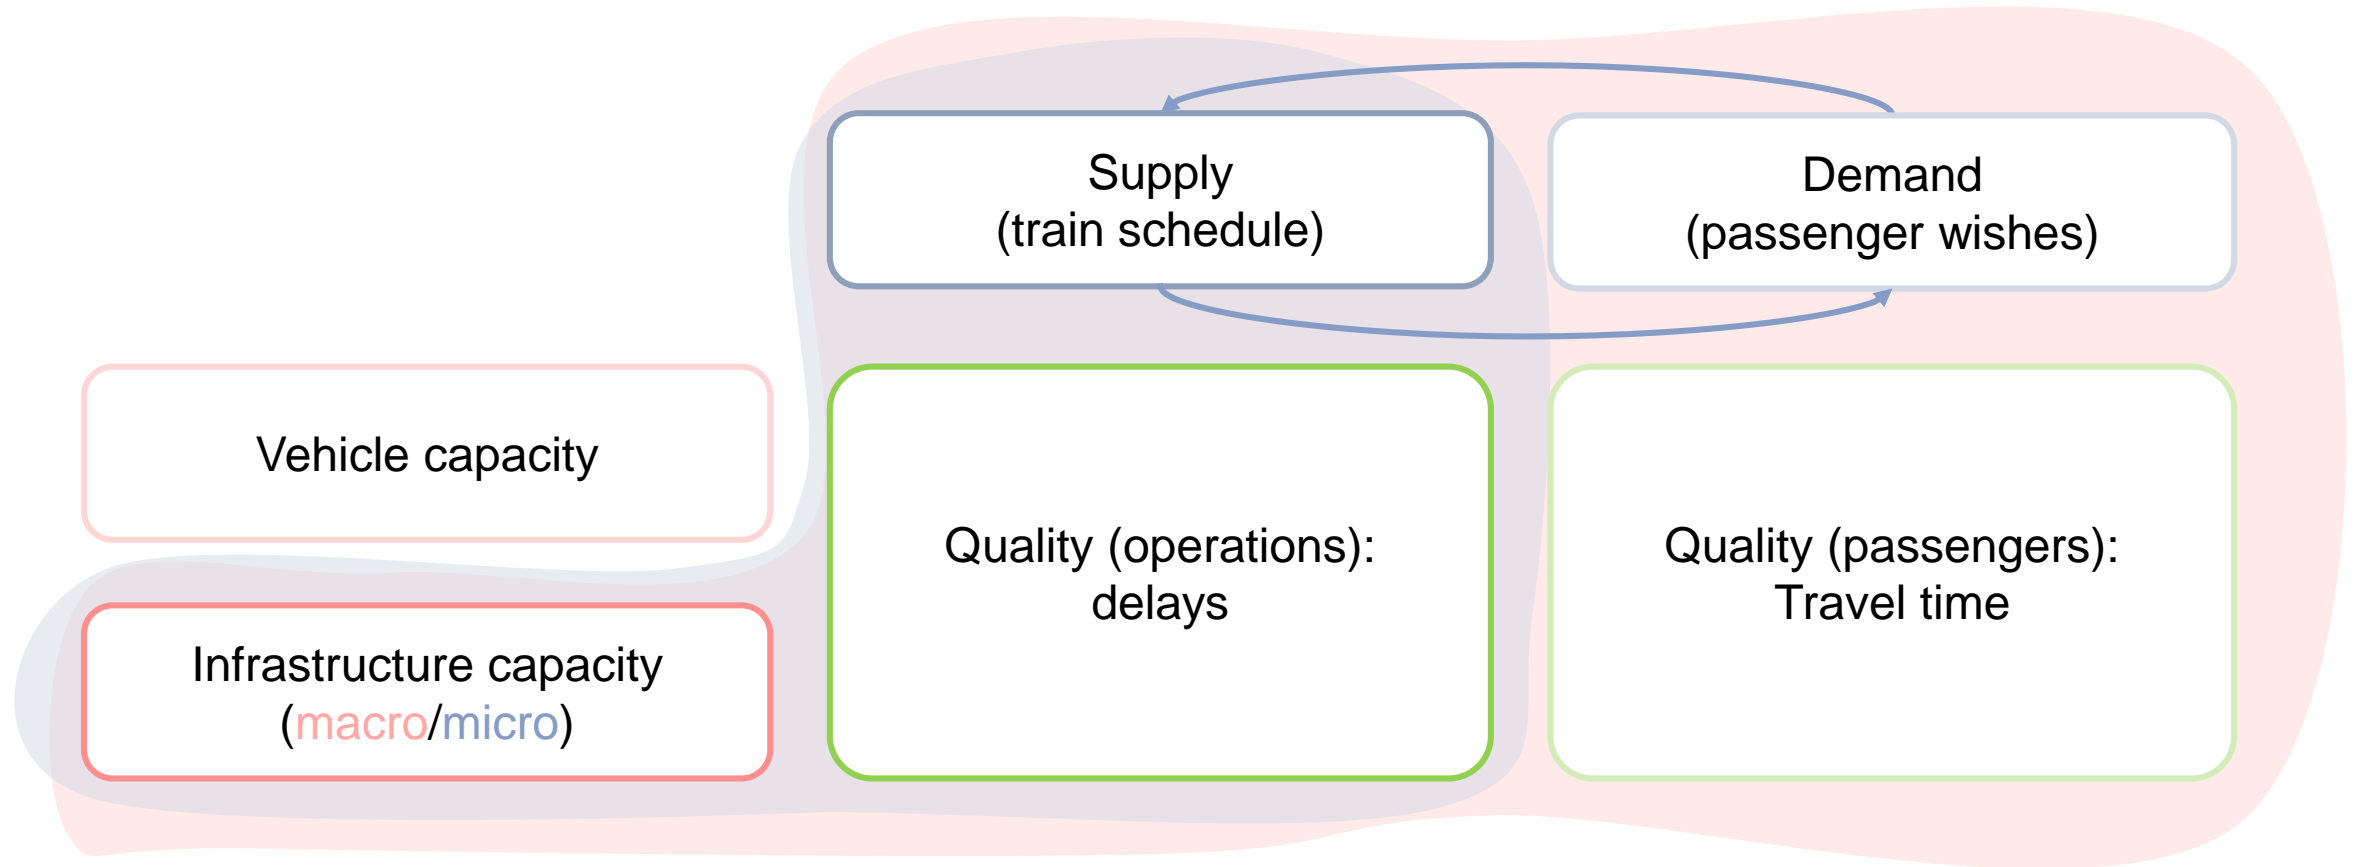 Supply
(train schedule)
Demand
(passenger wishes)
Vehicle capacity
Infrastructure capacity
(macro/micro)
Quality (operations):
delays
Quality (passengers):
Travel time